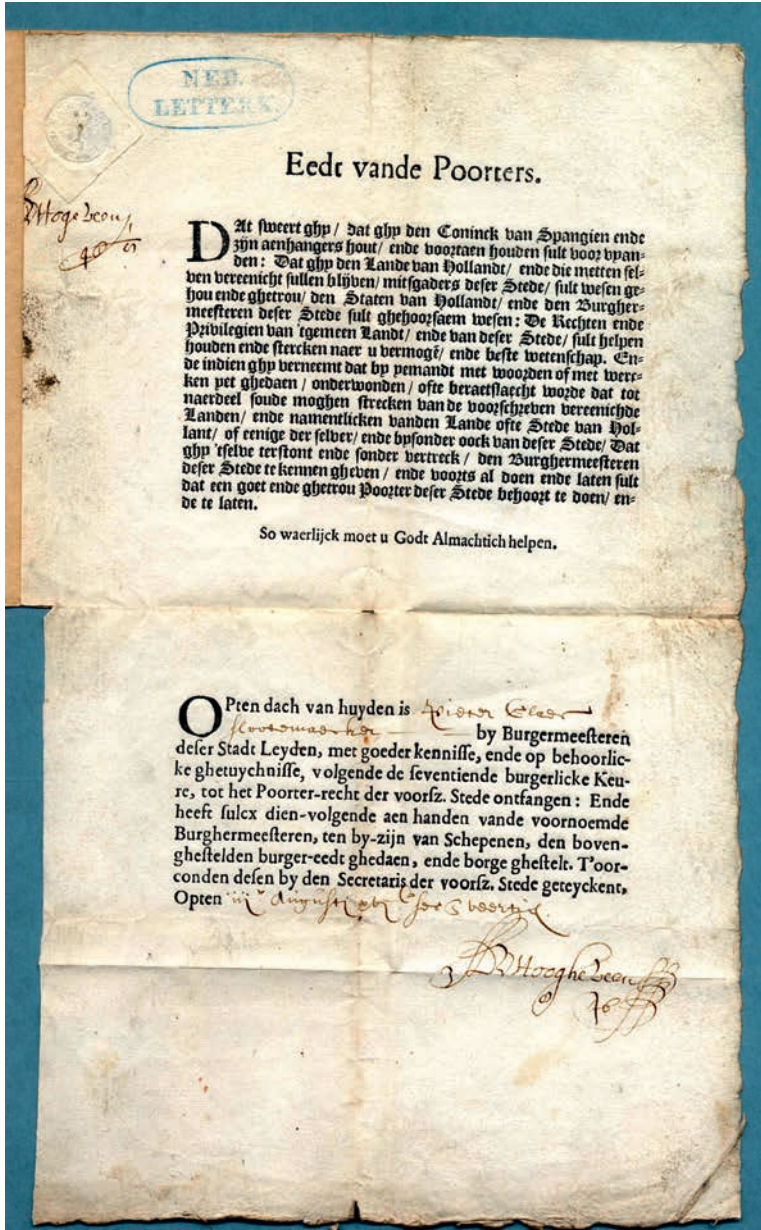 NED.
LETTERK.
Eedt vande Poorters.
DAt sweert ghy / dat ghy den Coninck van Spangien ende
zijn aenhangers hout / ende voortaen houden sult voor vyan-
den: Dat ghy den Lande van Hollandt / ende die metten sel-
ven vereenicht sullen blijven / mitsgaders deser Stede / sult wesen ge-
hou ende ghetrou / den Staten van Hollandt / ende den Burgher-
meesteren deser Stede sult ghehoorsaem wesen: De Rechten ende
Privilegien van 'tgemeen Landt / ende van deser Stede / sult helpen
houden ende stercken naer u vermogē / ende beste wetenschap. En-
de indien ghy verneemt dat by yemandt met woorden of met werc-
ken yet ghedaen / onderwonden / ofte beraetslaecht worde dat tot
naerdeel soude moghen strecken van de voorschreven vereenichde
Landen / ende namentlicken vanden Lande ofte Stede van Hol-
lant / of eenige der selver / ende bysonder oock van deser Stede / Dat
ghy 'tselve terstont ende sonder vertreck / den Burghermeesteren
deser Stede te kennen gheven / ende voorts al doen ende laten sult
dat een goet ende ghetrou Poorter deser Stede behoort te doen / en-
de te laten.
So waerlijck moet u Godt Almachtich helpen.
OPten dach van huyden is Pieter Claes
slootemaecker by Burgermeesteren
deser Stadt Leyden, met goeder kennisse, ende op behoorlic-
ke ghetuychnisse, volgende de seventiende burgerlicke Keu-
re, tot het Poorter-recht der voorsz. Stede ontfangen: Ende
heeft sulcx dien-volgende aen handen vande voornoemde
Burghermeesteren, ten by-zijn van Schepenen, den boven-
ghestelden burger-eedt ghedaen, ende borge ghestelt. T'oor-
conden desen by den Secretaris der voorsz. Stede geteyckent,
Opten Augusti veertich
Hoogheveen